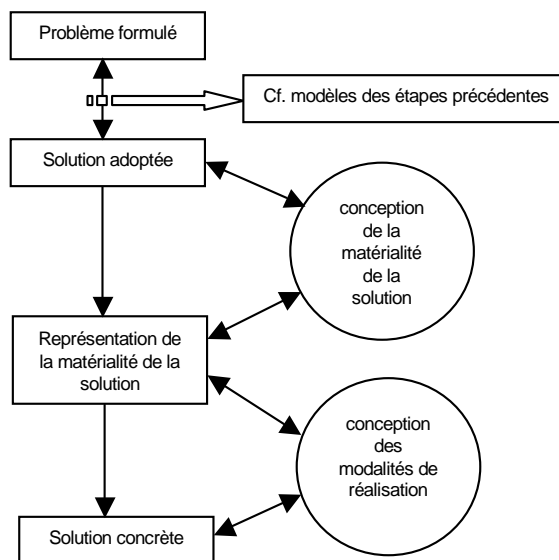 Problème formulé
Cf. modèles des étapes précédentes
Solution adoptée
conception
de la
matérialité
de la
solution
Représentation de
la matérialité de la
solution
conception
des
modalités de
réalisation
Solution concrète